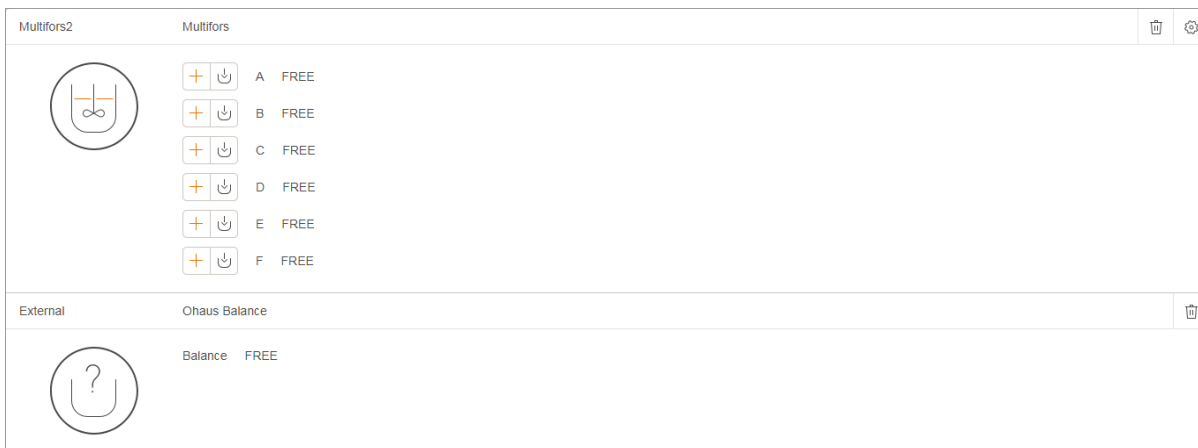 Multifors2 Multifors
A FREE
B FREE
C FREE
D FREE
E FREE
F FREE
External Ohaus Balance
Balance FREE